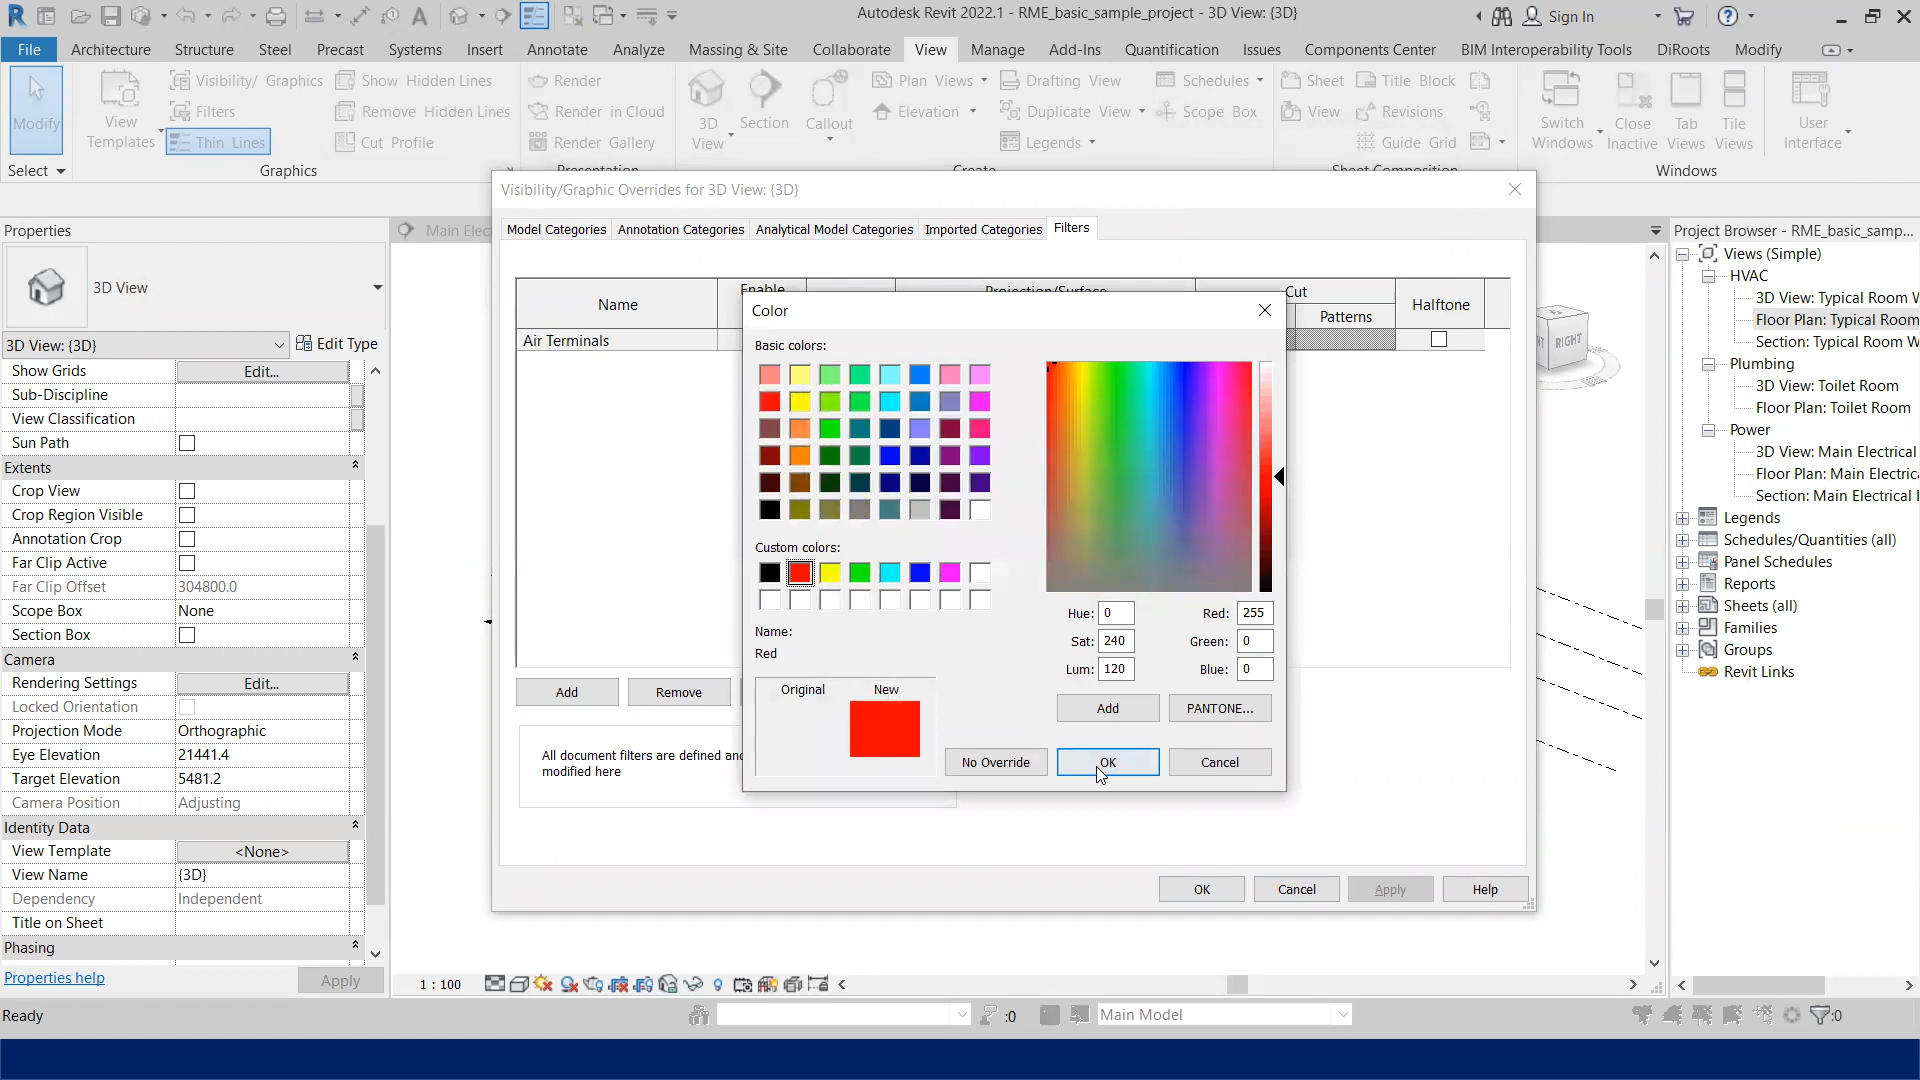 Autodesk Revit 2022.1 - RME_basic_sample_project - 3D View: {3D}
Sign In
File Architecture Structure Steel Precast Systems Insert Annotate Analyze Massing & Site Collaborate View Manage Add-Ins Quantification Issues Components Center BIM Interoperability Tools DiRoots Modify
Modify
View Templates
Visibility/ Graphics
Filters
Thin Lines
Show Hidden Lines
Remove Hidden Lines
Cut Profile
Render
Render in Cloud
Render Gallery
3D View
Section
Callout
Plan Views
Elevation
Drafting View
Duplicate View
Legends
Schedules
Scope Box
Sheet
View
Title Block
Revisions
Guide Grid
Switch Windows
Close Inactive
Tab Views
Tile Views
User Interface
Select
Graphics
Presentation
Create
Sheet Composition
Windows
Properties
3D View
3D View: {3D}
Edit Type
Show Grids Edit...
Sub-Discipline
View Classification
Sun Path
Extents
Crop View
Crop Region Visible
Annotation Crop
Far Clip Active
Far Clip Offset 304800.0
Scope Box None
Section Box
Camera
Rendering Settings Edit...
Locked Orientation
Projection Mode Orthographic
Eye Elevation 21441.4
Target Elevation 5481.2
Camera Position Adjusting
Identity Data
View Template <None>
View Name {3D}
Dependency Independent
Title on Sheet
Phasing
Properties help
Apply
Main Elec
Visibility/Graphic Overrides for 3D View: {3D}
Model Categories Annotation Categories Analytical Model Categories Imported Categories Filters
Name
Enable
Projection/Surface
Cut
Patterns
Halftone
Air Terminals
Add
Remove
All document filters are defined and
modified here
OK Cancel Apply Help
Color
Basic colors:
Custom colors:
Name:
Red
Original New
Hue: 0 Red: 255
Sat: 240 Green: 0
Lum: 120 Blue: 0
Add PANTONE...
No Override OK Cancel
RIGHT
Project Browser - RME_basic_samp...
Views (Simple)
HVAC
3D View: Typical Room W
Floor Plan: Typical Room
Section: Typical Room W
Plumbing
3D View: Toilet Room
Floor Plan: Toilet Room
Power
3D View: Main Electrical
Floor Plan: Main Electrica
Section: Main Electrical
Legends
Schedules/Quantities (all)
Panel Schedules
Reports
Sheets (all)
Families
Groups
Revit Links
1 : 100
Ready
:0
Main Model
:0